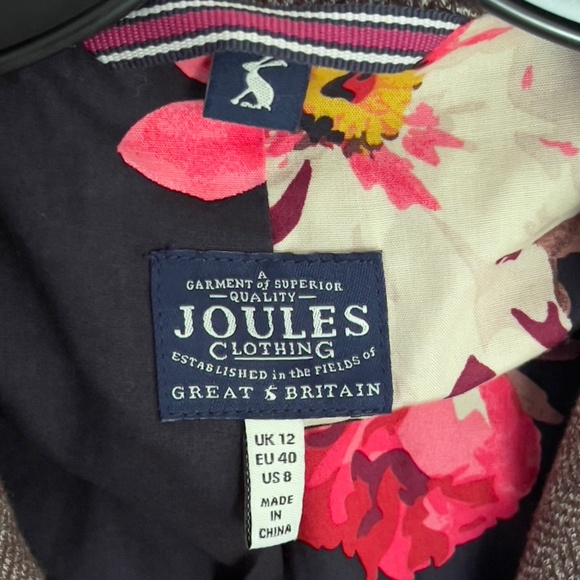 A
GARMENT of SUPERIOR
QUALITY
JOULES
CLOTHING
ESTABLISHED in the FIELDS of
GREAT BRITAIN
UK 12
EU 40
US 8
MADE
IN
CHINA